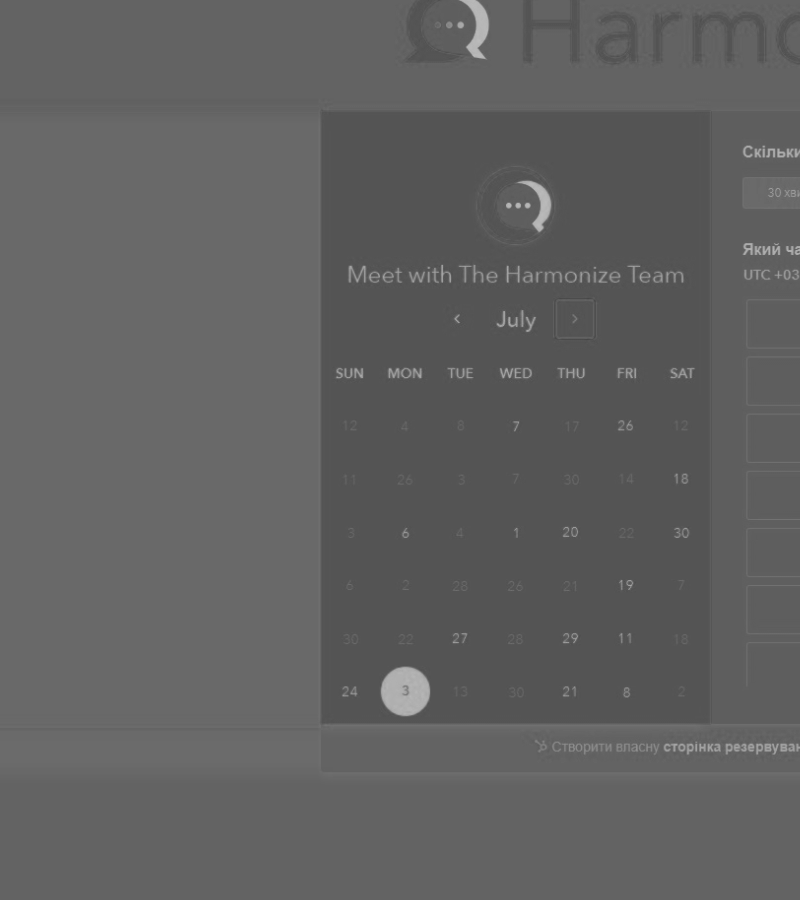 Harmo
Meet with The Harmonize Team
July
SUN MON TUE WED THU FRI SAT
12 4 8 7 17 26 12
11 26 3 7 30 14 18
3 6 4 1 20 22 30
6 2 28 26 21 19 7
30 22 27 28 29 11 18
24 3 13 30 21 8 2
Скільки
30 хви
Який ча
UTC +03
Створити власну сторінка резервуван